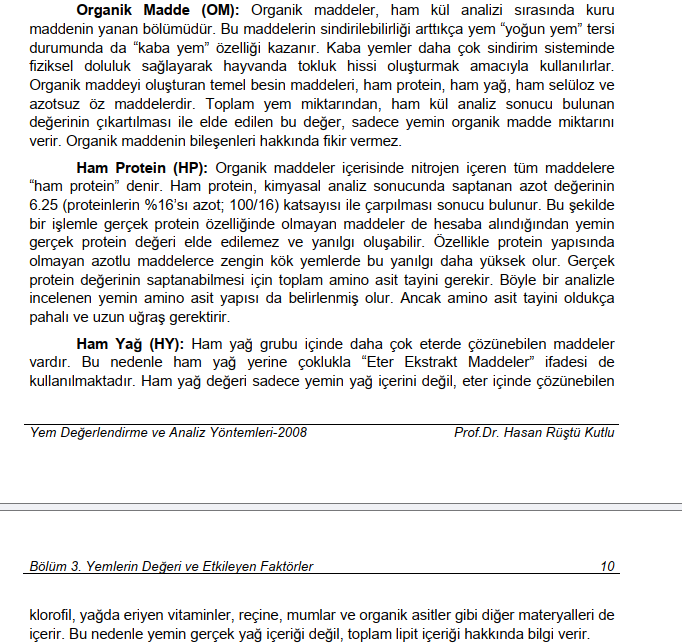 Organik Madde (OM): Organik maddeler, ham kül analizi sırasında kuru
maddenin yanan bölümüdür. Bu maddelerin sindirilebilirliği arttıkça yem “yoğun yem” tersi
durumunda da “kaba yem” özelliği kazanır. Kaba yemler daha çok sindirim sisteminde
fiziksel doluluk sağlayarak hayvanda tokluk hissi oluşturmak amacıyla kullanılırlar.
Organik maddeyi oluşturan temel besin maddeleri, ham protein, ham yağ, ham selüloz ve
azotsuz öz maddelerdir. Toplam yem miktarından, ham kül analiz sonucu bulunan
değerinin çıkartılması ile elde edilen bu değer, sadece yemin organik madde miktarını
verir. Organik maddenin bileşenleri hakkında fikir vermez.
Ham Protein (HP): Organik maddeler içerisinde nitrojen içeren tüm maddelere
“ham protein” denir. Ham protein, kimyasal analiz sonucunda saptanan azot değerinin
6.25 (proteinlerin %16’sı azot; 100/16) katsayısı ile çarpılması sonucu bulunur. Bu şekilde
bir işlemle gerçek protein özelliğinde olmayan maddeler de hesaba alındığından yemin
gerçek protein değeri elde edilemez ve yanılgı oluşabilir. Özellikle protein yapısında
olmayan azotlu maddelerce zengin kök yemlerde bu yanılgı daha yüksek olur. Gerçek
protein değerinin saptanabilmesi için toplam amino asit tayini gerekir. Böyle bir analizle
incelenen yemin amino asit yapısı da belirlenmiş olur. Ancak amino asit tayini oldukça
pahalı ve uzun uğraş gerektirir.
Ham Yağ (HY): Ham yağ grubu içinde daha çok eterde çözünebilen maddeler
vardır. Bu nedenle ham yağ yerine çoklukla “Eter Ekstrakt Maddeler” ifadesi de
kullanılmaktadır. Ham yağ değeri sadece yemin yağ içerini değil, eter içinde çözünebilen
Yem Değerlendirme ve Analiz Yöntemleri-2008 Prof.Dr. Hasan Rüştü Kutlu
Bölüm 3. Yemlerin Değeri ve Etkileyen Faktörler 10
klorofil, yağda eriyen vitaminler, reçine, mumlar ve organik asitler gibi diğer materyalleri de
içerir. Bu nedenle yemin gerçek yağ içeriği değil, toplam lipit içeriği hakkında bilgi verir.